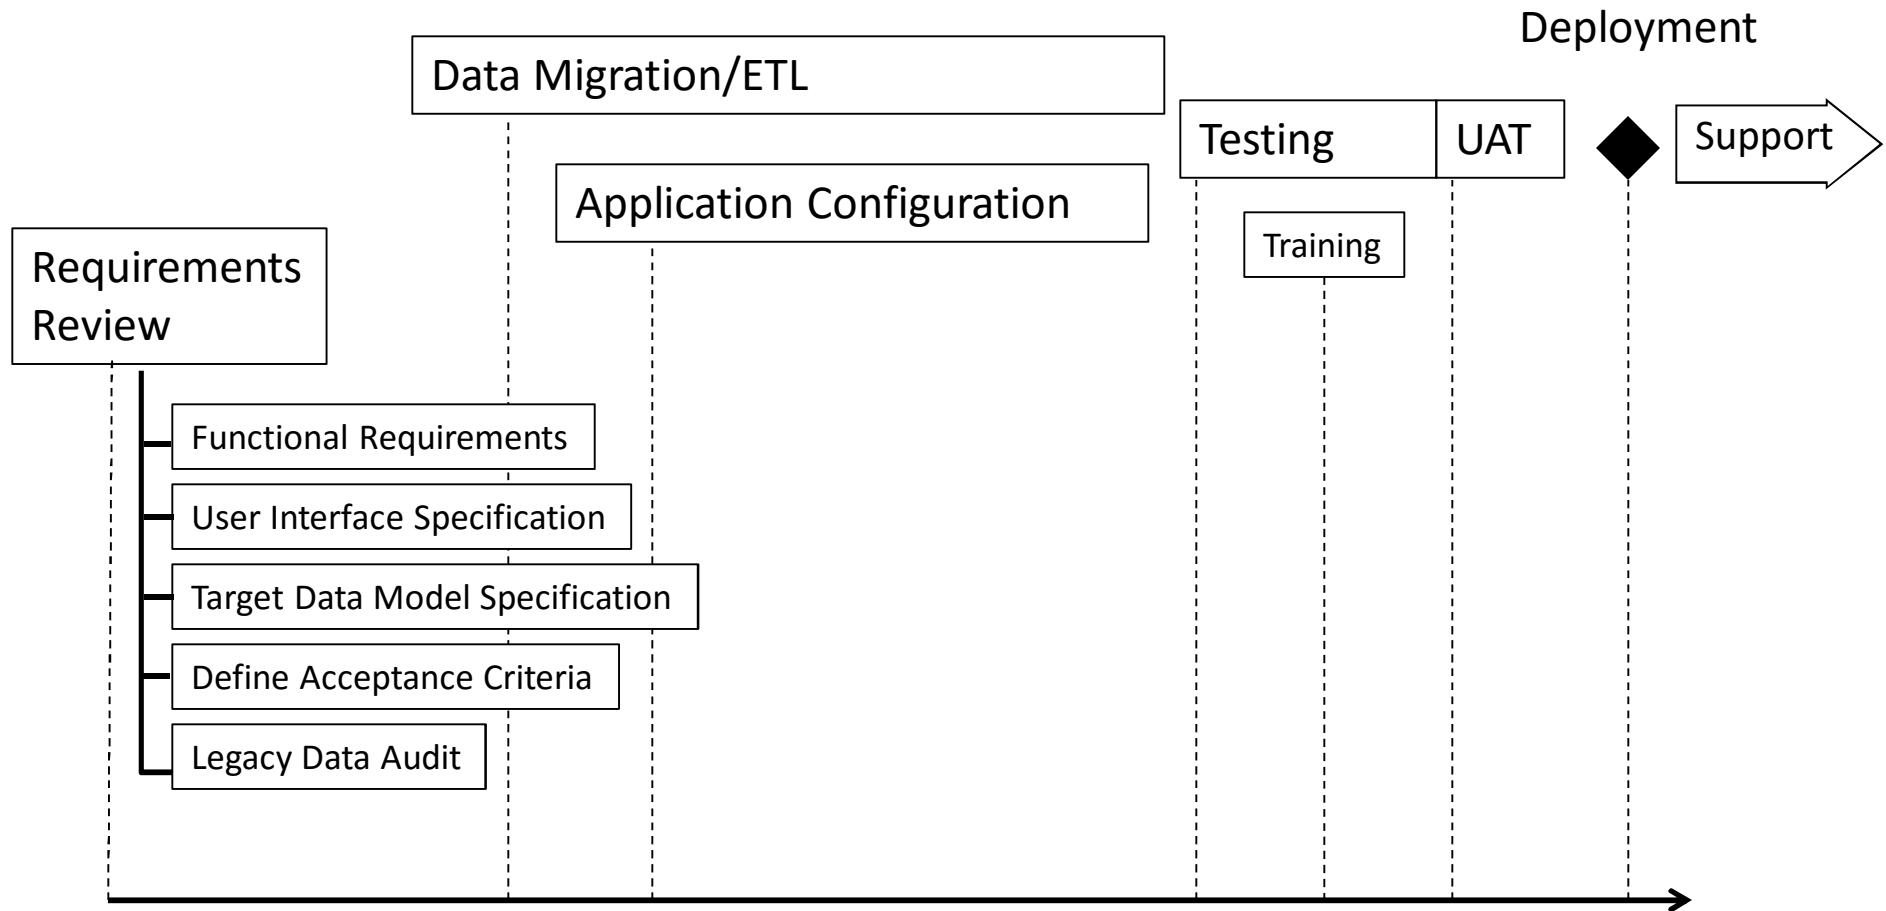 Deployment
Data Migration/ETL
Testing
UAT
Support
Application Configuration
Training
Requirements
Review
Functional Requirements
User Interface Specification
Target Data Model Specification
Define Acceptance Criteria
Legacy Data Audit